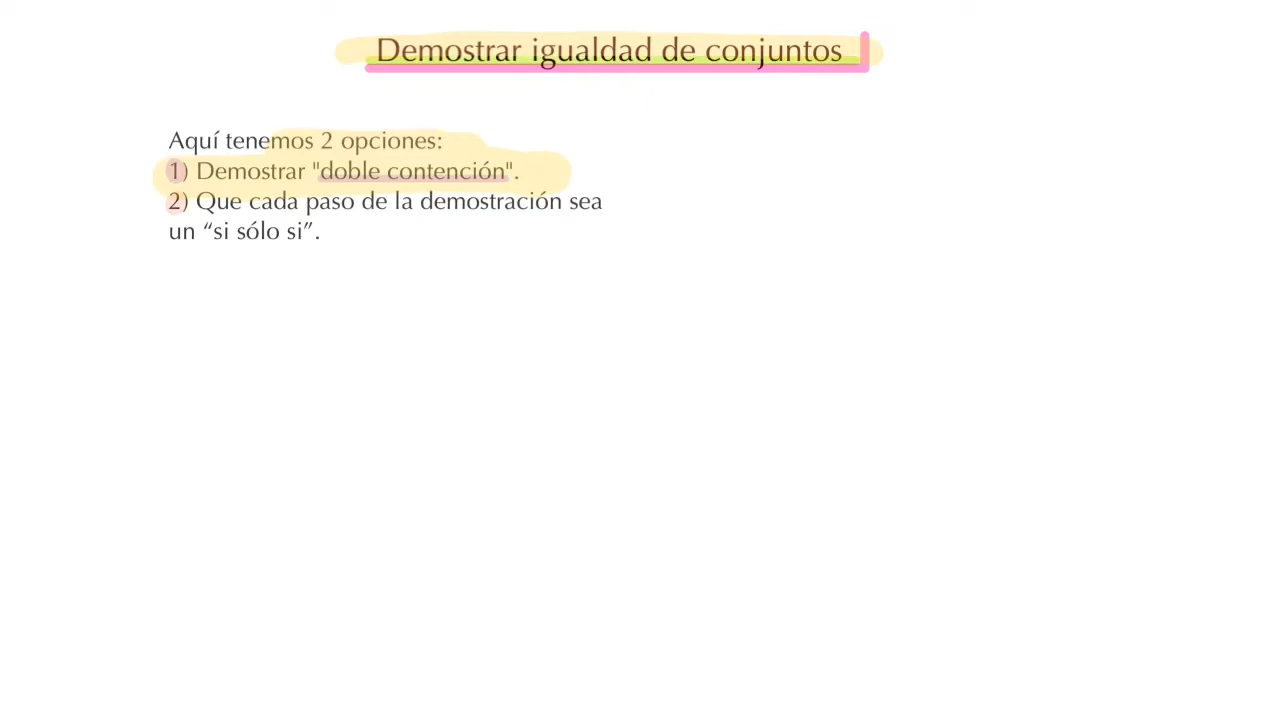 Demostrar igualdad de conjuntos
Aquí tenemos 2 opciones:
1) Demostrar "doble contención".
2) Que cada paso de la demostración sea
un “si sólo si”.